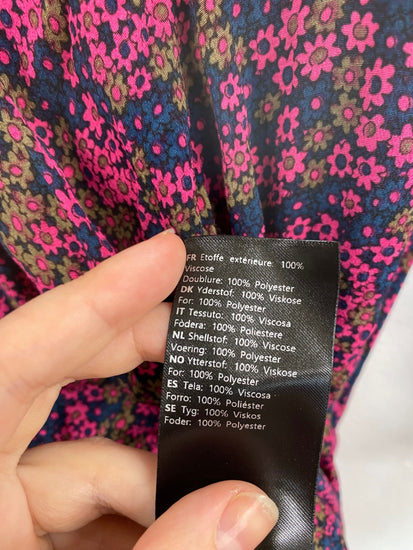 FR Etoffe extérieure: 100%
Viscose
Doublure: 100% Polyester
DK Yderstof: 100% Viskose
For: 100% Polyester
IT Tessuto: 100% Viscosa
Fodera: 100% Poliestere
NL Shellstof: 100% Viscose
Voering: 100% Polyester
NO Ytterstof: 100% Viskose
For: 100% Polyester
ES Tela: 100% Viscosa
Forro: 100% Poliéster
SE Tyg: 100% Viskos
Foder: 100% Polyester